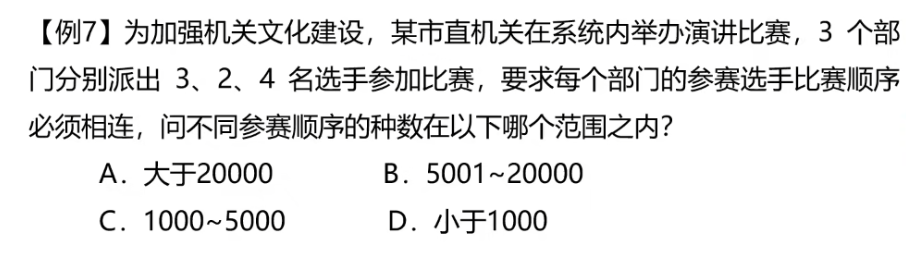 【例7】为加强机关文化建设，某市直机关在系统内举办演讲比赛，3 个部
门分别派出 3、2、4 名选手参加比赛，要求每个部门的参赛选手比赛顺序
必须相连，问不同参赛顺序的种数在以下哪个范围之内?
A．大于20000 B．5001~20000
C．1000~5000 D．小于1000